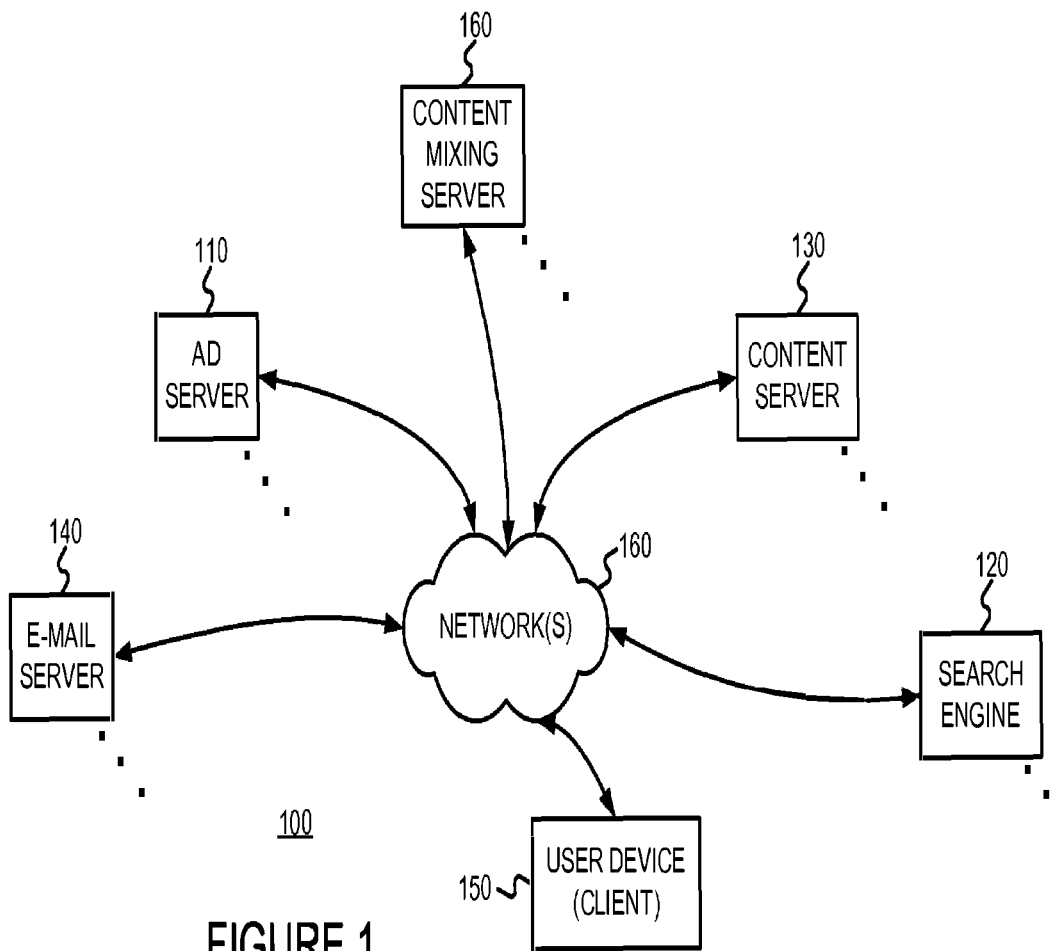 160
CONTENT
MIXING
SERVER
110
AD
SERVER
130
CONTENT
SERVER
140
E-MAIL
SERVER
160
NETWORK(S)
120
SEARCH
ENGINE
100
150
USER DEVICE
(CLIENT)
FIGURE 1